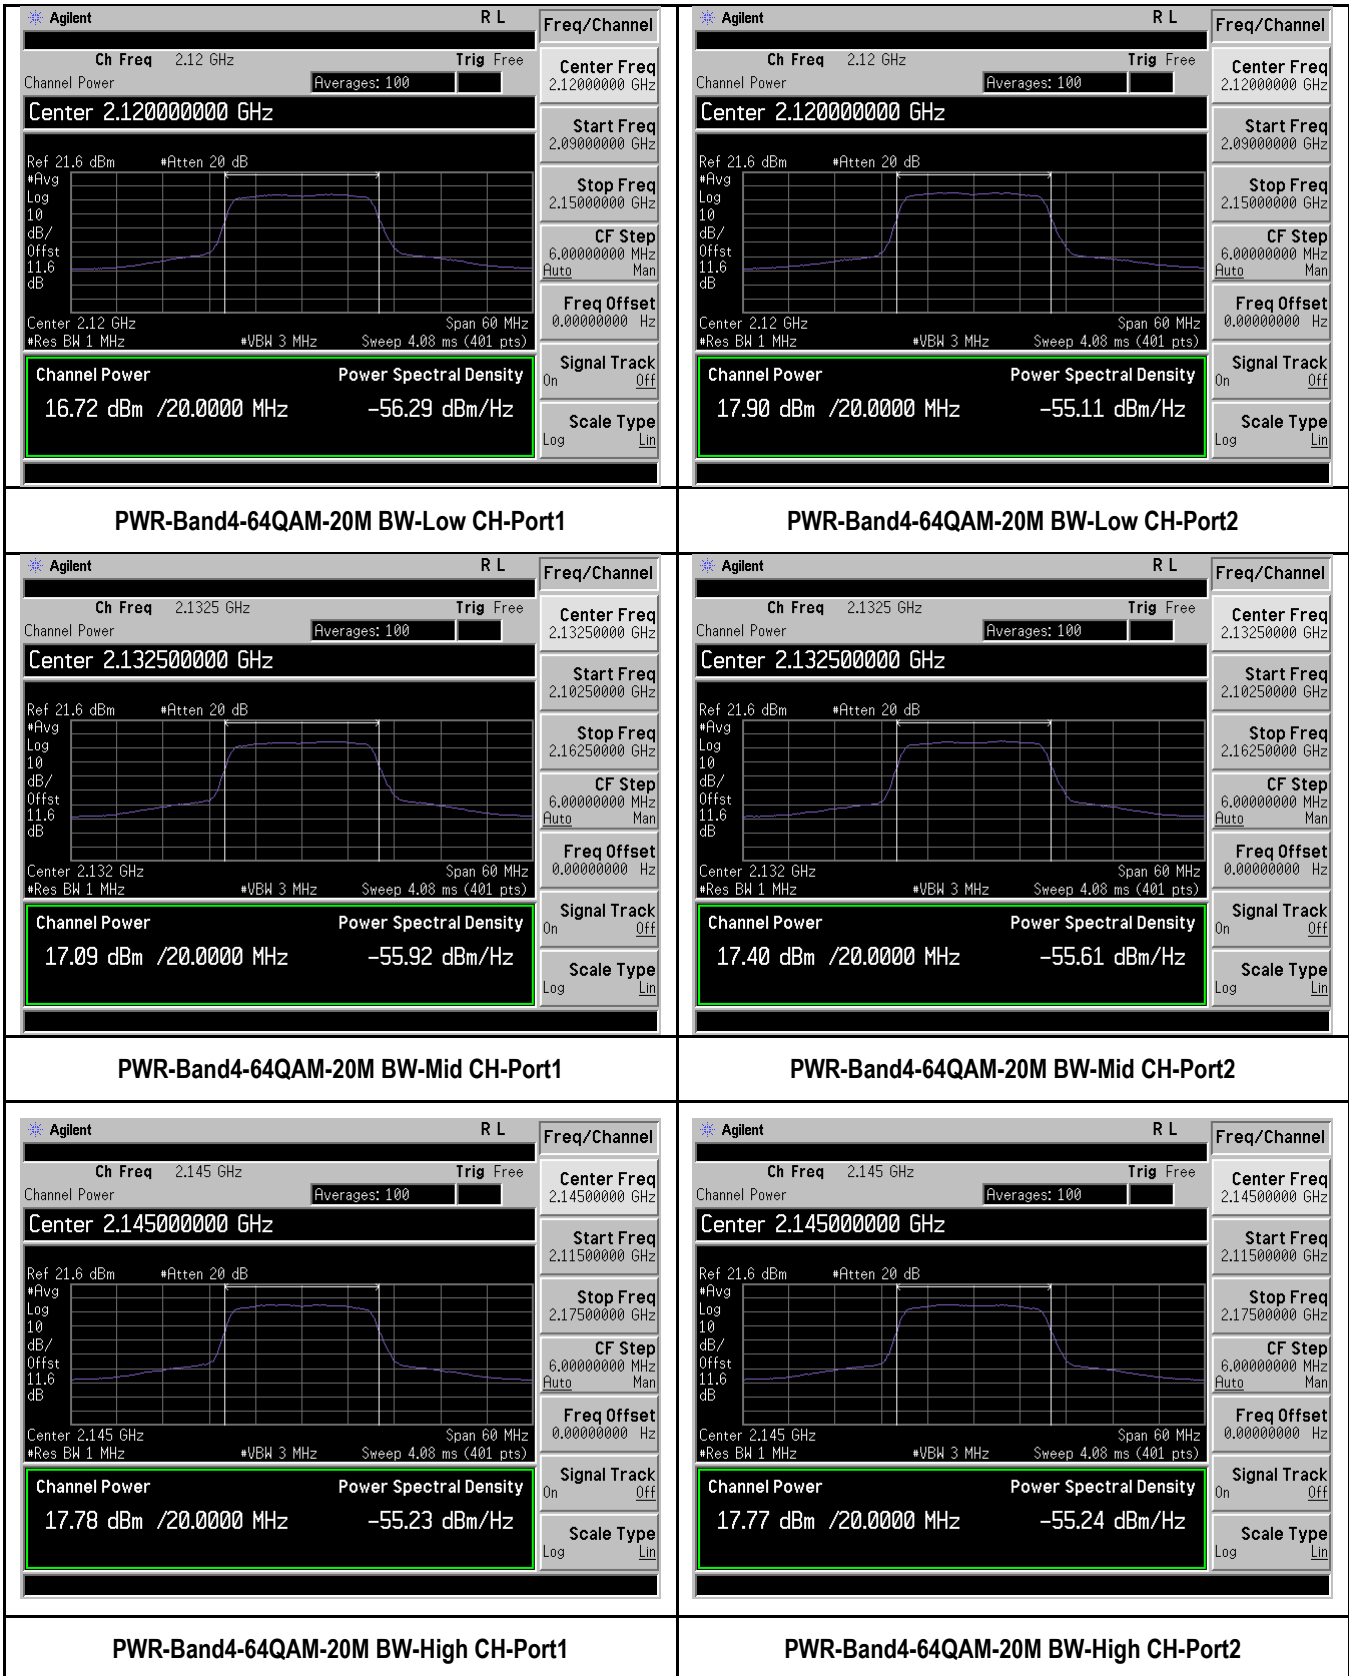 Agilent R L Freq/Channel
Ch Freq 2.12 GHz Trig Free
Channel Power Averages: 100
Center 2.120000000 GHz
Ref 21.6 dBm #Atten 20 dB
#Avg
Log
10
dB/
Offst
11.6
dB
Center 2.12 GHz Span 60 MHz
#Res BW 1 MHz #VBW 3 MHz Sweep 4.08 ms (401 pts)
Channel Power Power Spectral Density
16.72 dBm /20.0000 MHz -56.29 dBm/Hz
Center Freq
2.12000000 GHz
Start Freq
2.09000000 GHz
Stop Freq
2.15000000 GHz
CF Step
6.00000000 MHz
Auto Man
Freq Offset
0.00000000 Hz
Signal Track
On Off
Scale Type
Log Lin
PWR-Band4-64QAM-20M BW-Low CH-Port1
Agilent R L Freq/Channel
Ch Freq 2.12 GHz Trig Free
Channel Power Averages: 100
Center 2.120000000 GHz
Ref 21.6 dBm #Atten 20 dB
#Avg
Log
10
dB/
Offst
11.6
dB
Center 2.12 GHz Span 60 MHz
#Res BW 1 MHz #VBW 3 MHz Sweep 4.08 ms (401 pts)
Channel Power Power Spectral Density
17.90 dBm /20.0000 MHz -55.11 dBm/Hz
Center Freq
2.12000000 GHz
Start Freq
2.09000000 GHz
Stop Freq
2.15000000 GHz
CF Step
6.00000000 MHz
Auto Man
Freq Offset
0.00000000 Hz
Signal Track
On Off
Scale Type
Log Lin
PWR-Band4-64QAM-20M BW-Low CH-Port2
Agilent R L Freq/Channel
Ch Freq 2.1325 GHz Trig Free
Channel Power Averages: 100
Center 2.132500000 GHz
Ref 21.6 dBm #Atten 20 dB
#Avg
Log
10
dB/
Offst
11.6
dB
Center 2.132 GHz Span 60 MHz
#Res BW 1 MHz #VBW 3 MHz Sweep 4.08 ms (401 pts)
Channel Power Power Spectral Density
17.09 dBm /20.0000 MHz -55.92 dBm/Hz
Center Freq
2.13250000 GHz
Start Freq
2.10250000 GHz
Stop Freq
2.16250000 GHz
CF Step
6.00000000 MHz
Auto Man
Freq Offset
0.00000000 Hz
Signal Track
On Off
Scale Type
Log Lin
PWR-Band4-64QAM-20M BW-Mid CH-Port1
Agilent R L Freq/Channel
Ch Freq 2.1325 GHz Trig Free
Channel Power Averages: 100
Center 2.132500000 GHz
Ref 21.6 dBm #Atten 20 dB
#Avg
Log
10
dB/
Offst
11.6
dB
Center 2.132 GHz Span 60 MHz
#Res BW 1 MHz #VBW 3 MHz Sweep 4.08 ms (401 pts)
Channel Power Power Spectral Density
17.40 dBm /20.0000 MHz -55.61 dBm/Hz
Center Freq
2.13250000 GHz
Start Freq
2.10250000 GHz
Stop Freq
2.16250000 GHz
CF Step
6.00000000 MHz
Auto Man
Freq Offset
0.00000000 Hz
Signal Track
On Off
Scale Type
Log Lin
PWR-Band4-64QAM-20M BW-Mid CH-Port2
Agilent R L Freq/Channel
Ch Freq 2.145 GHz Trig Free
Channel Power Averages: 100
Center 2.145000000 GHz
Ref 21.6 dBm #Atten 20 dB
#Avg
Log
10
dB/
Offst
11.6
dB
Center 2.145 GHz Span 60 MHz
#Res BW 1 MHz #VBW 3 MHz Sweep 4.08 ms (401 pts)
Channel Power Power Spectral Density
17.78 dBm /20.0000 MHz -55.23 dBm/Hz
Center Freq
2.14500000 GHz
Start Freq
2.11500000 GHz
Stop Freq
2.17500000 GHz
CF Step
6.00000000 MHz
Auto Man
Freq Offset
0.00000000 Hz
Signal Track
On Off
Scale Type
Log Lin
PWR-Band4-64QAM-20M BW-High CH-Port1
Agilent R L Freq/Channel
Ch Freq 2.145 GHz Trig Free
Channel Power Averages: 100
Center 2.145000000 GHz
Ref 21.6 dBm #Atten 20 dB
#Avg
Log
10
dB/
Offst
11.6
dB
Center 2.145 GHz Span 60 MHz
#Res BW 1 MHz #VBW 3 MHz Sweep 4.08 ms (401 pts)
Channel Power Power Spectral Density
17.77 dBm /20.0000 MHz -55.24 dBm/Hz
Center Freq
2.14500000 GHz
Start Freq
2.11500000 GHz
Stop Freq
2.17500000 GHz
CF Step
6.00000000 MHz
Auto Man
Freq Offset
0.00000000 Hz
Signal Track
On Off
Scale Type
Log Lin
PWR-Band4-64QAM-20M BW-High CH-Port2